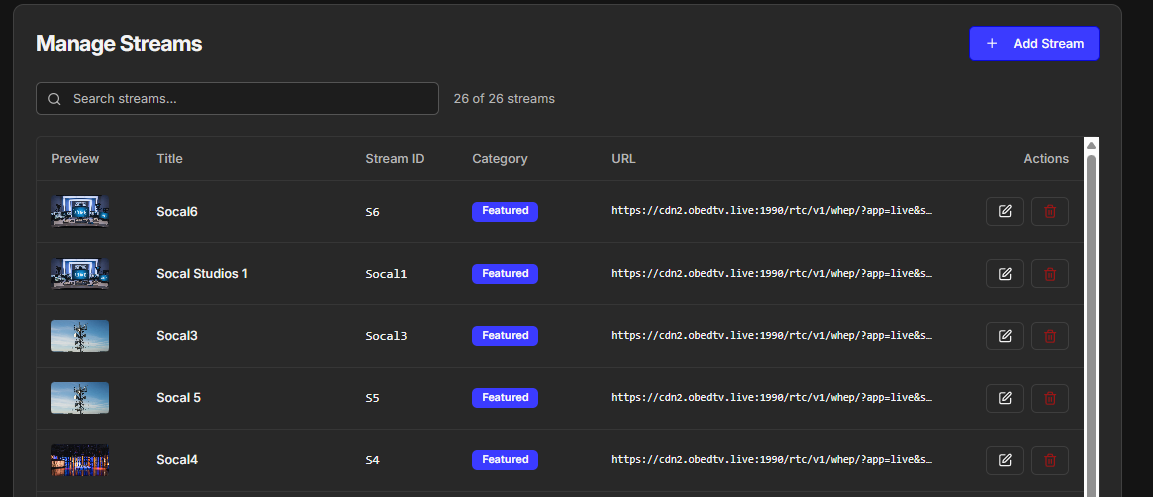 Manage Streams
Add Stream
Search streams...
26 of 26 streams
Preview Title Stream ID Category URL Actions
Socal6 S6 Featured https://cdn2.obedtv.live:1990/rtc/v1/whep/?app=live&s…
Socal Studios 1 Socal1 Featured https://cdn2.obedtv.live:1990/rtc/v1/whep/?app=live&s…
Socal3 Socal3 Featured https://cdn2.obedtv.live:1990/rtc/v1/whep/?app=live&s…
Socal 5 S5 Featured https://cdn2.obedtv.live:1990/rtc/v1/whep/?app=live&s…
Socal4 S4 Featured https://cdn2.obedtv.live:1990/rtc/v1/whep/?app=live&s…